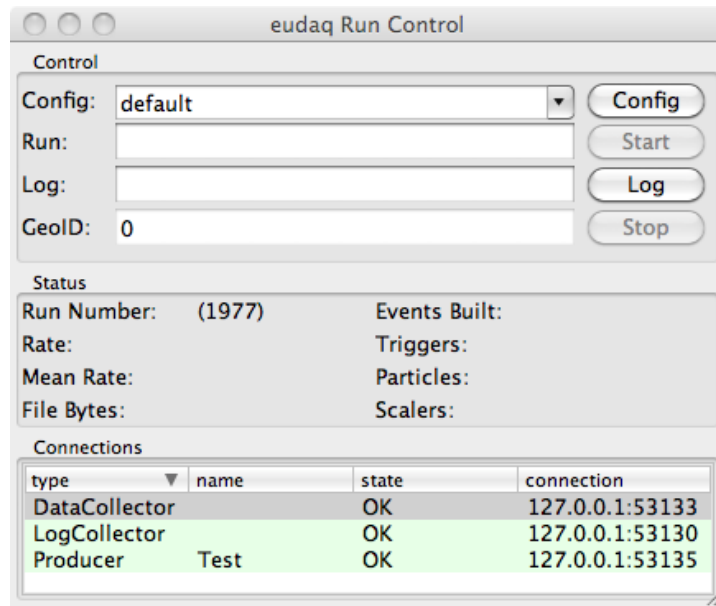 eudaq Run Control
Control
Config: default Config
Run: Start
Log: Log
GeoID: 0 Stop
Status
Run Number: (1977) Events Built:
Rate: Triggers:
Mean Rate: Particles:
File Bytes: Scalers:
Connections
type name state connection
DataCollector OK 127.0.0.1:53133
LogCollector OK 127.0.0.1:53130
Producer Test OK 127.0.0.1:53135